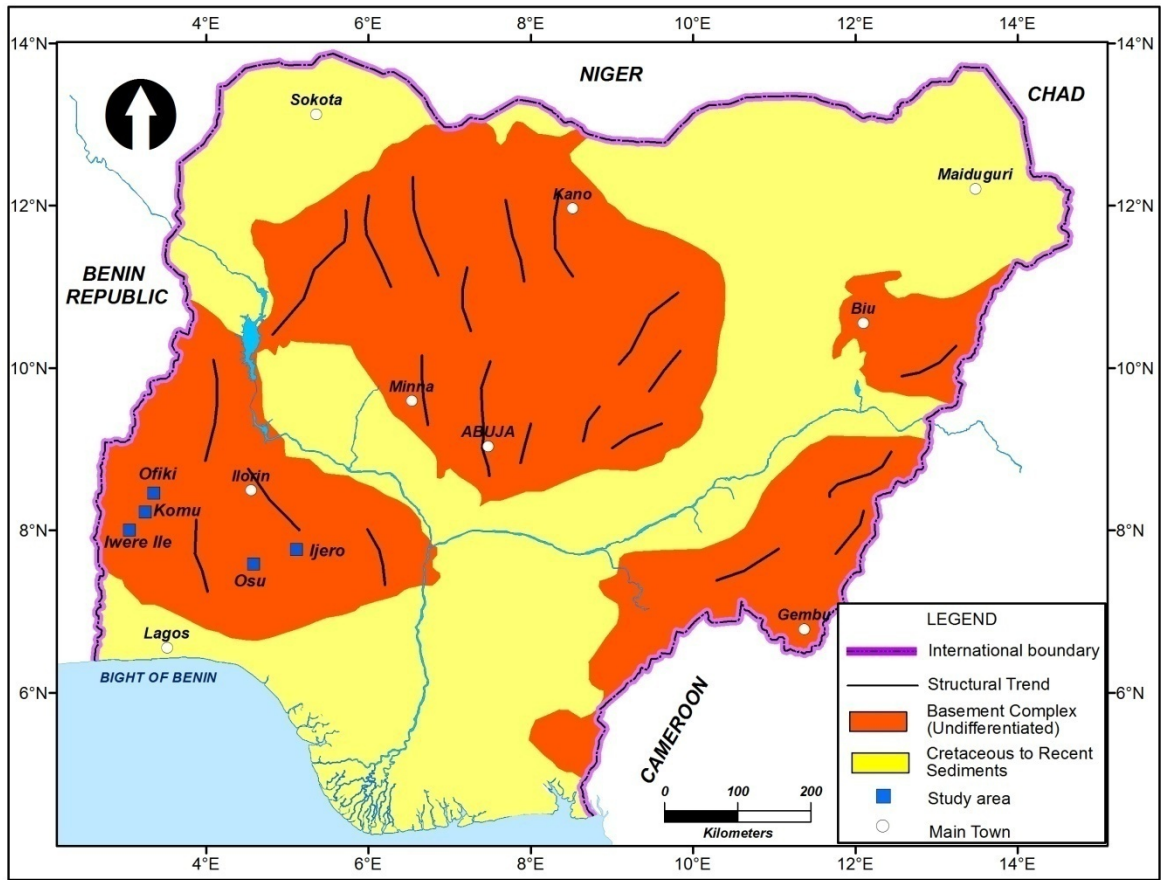 4°E 6°E 8°E 10°E 12°E 14°E
14°N 14°N
NIGER
CHAD
Sokota
Maiduguri
12°N Kano 12°N
BENIN
REPUBLIC
Biu
10°N 10°N
Minna
ABUJA
Ofiki Ilorin
Komu
8°N 8°N
Iwere Ile Ijero
Osu
Gembu
Lagos
BIGHT OF BENIN
6°N 6°N
CAMEROON
0 100 200
Kilometers
LEGEND
International boundary
Structural Trend
Basement Complex
(Undifferentiated)
Cretaceous to Recent
Sediments
Study area
Main Town
4°E 6°E 8°E 10°E 12°E 14°E